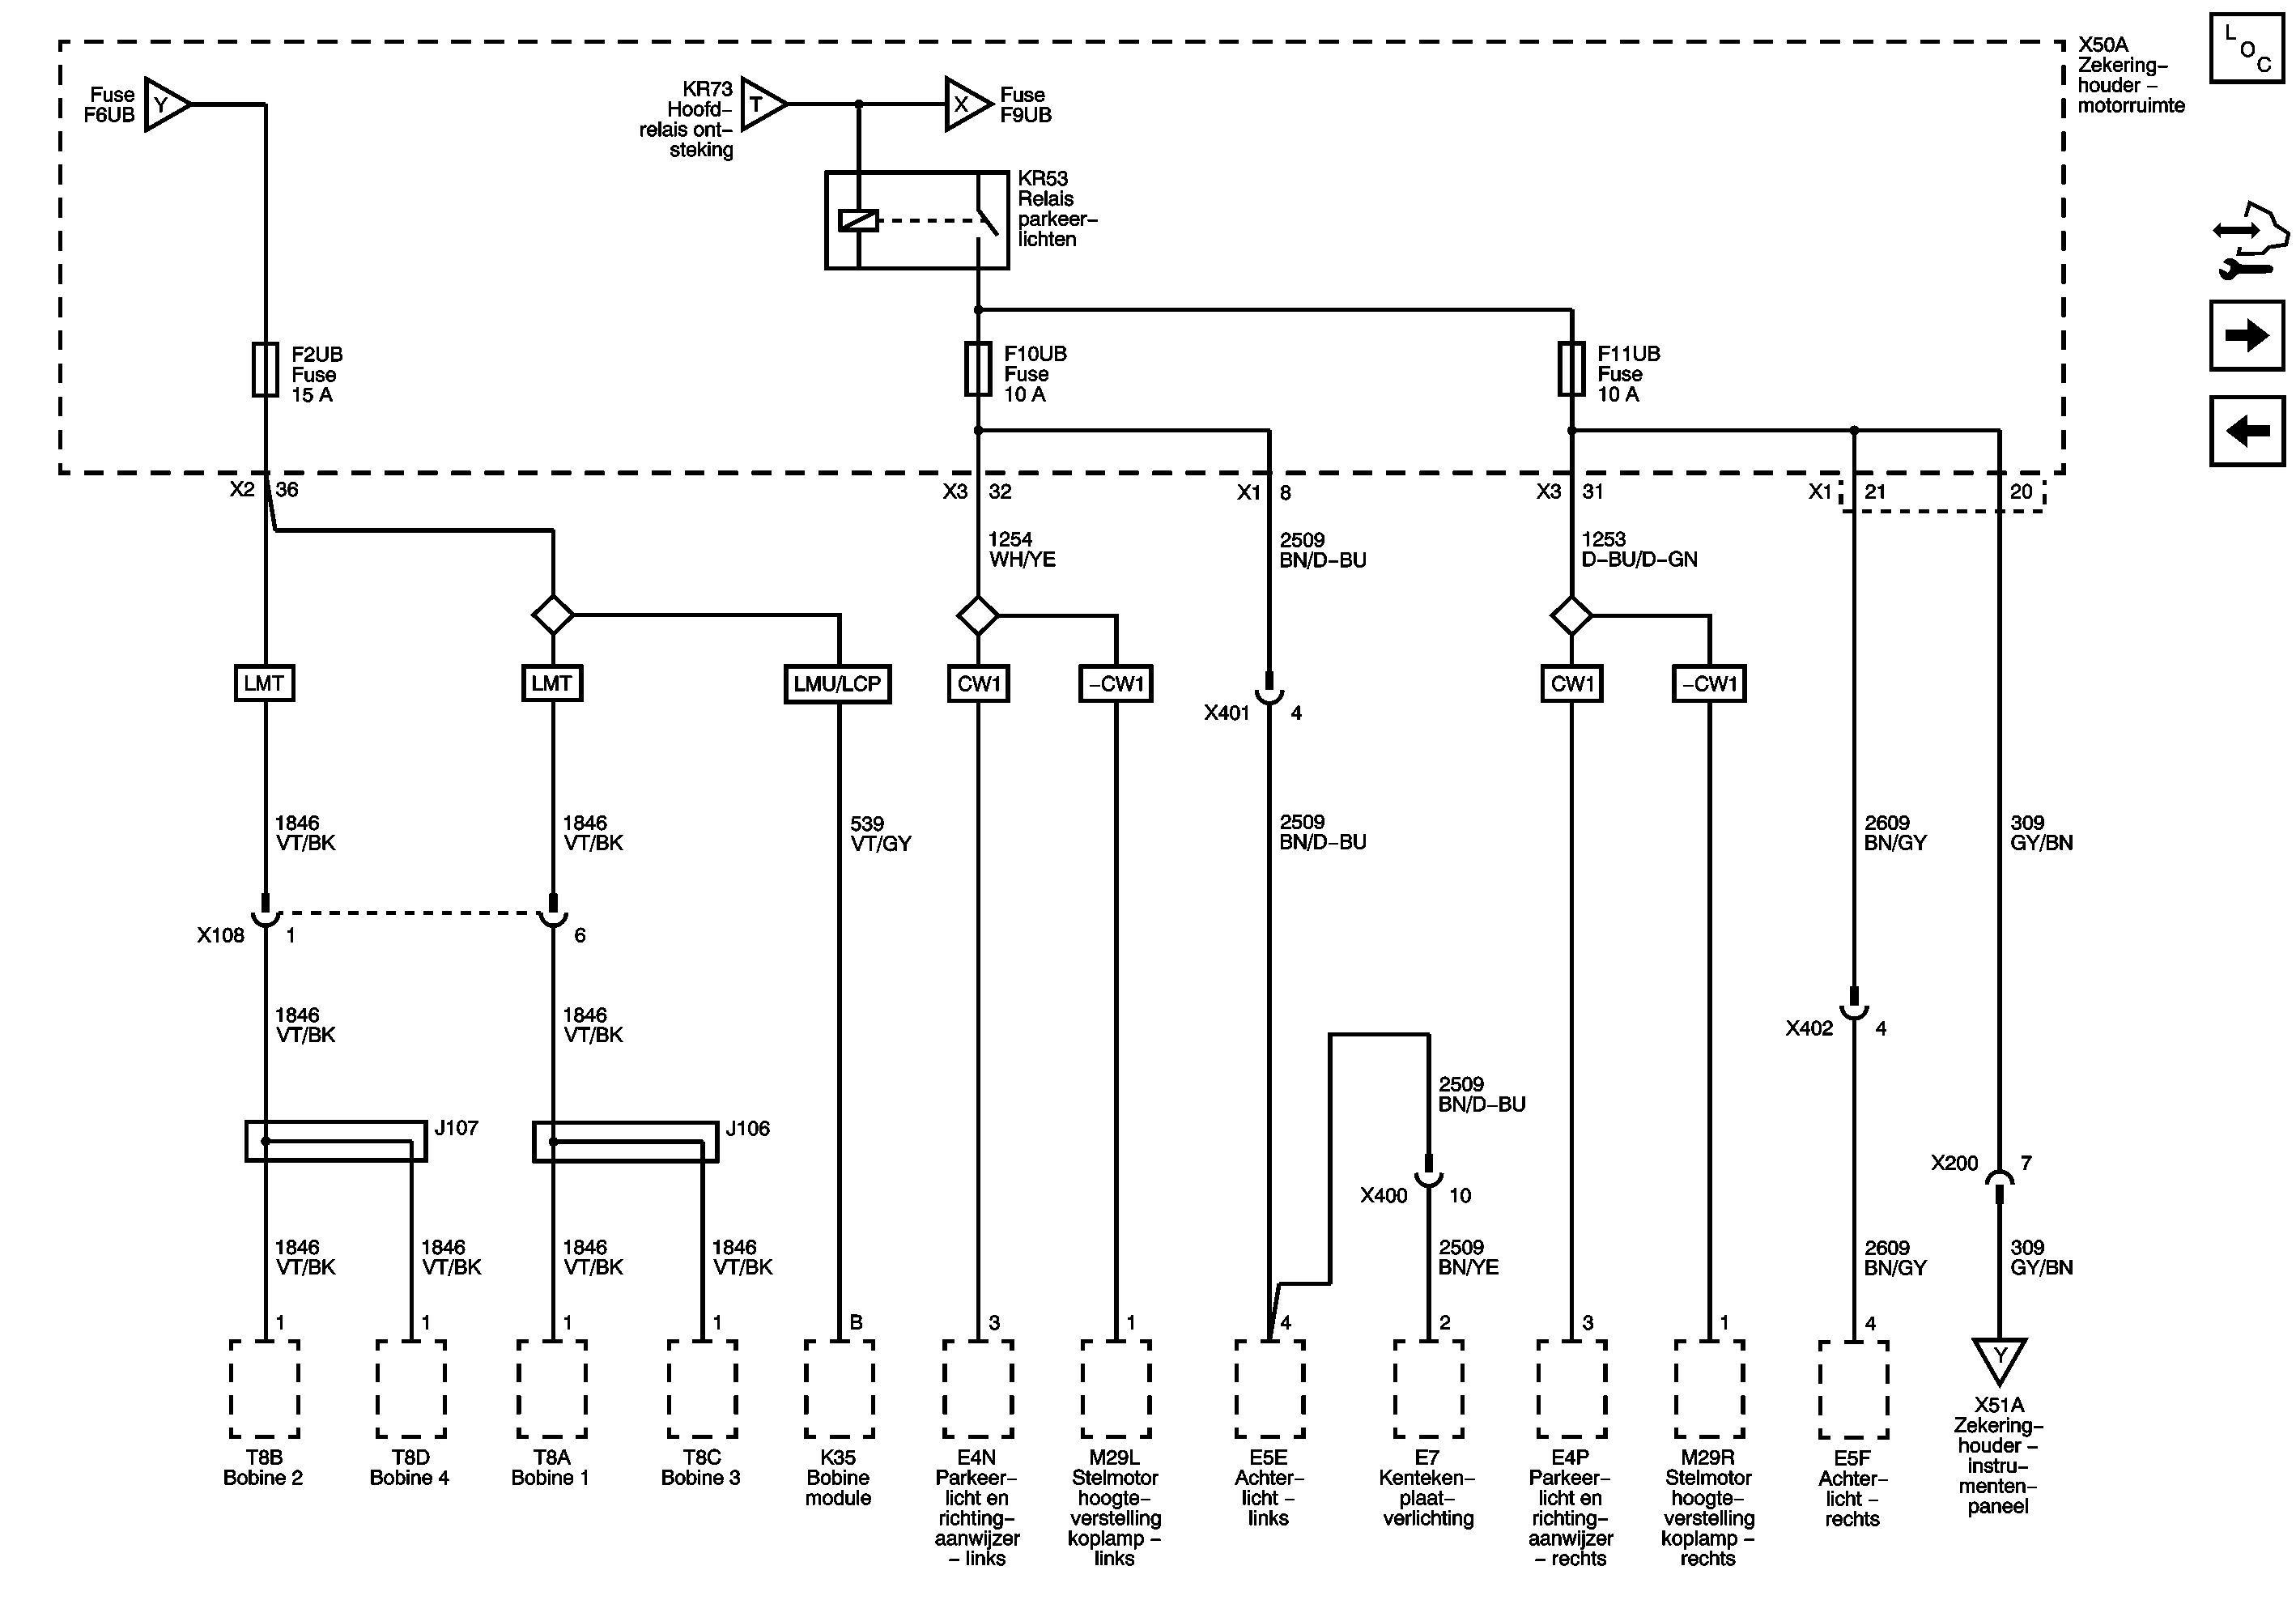 X50A
Zekering-
houder -
motorruimte
L
O
C
Fuse
F6UB
Y
KR73
Hoofd-
relais ont-
steking
T
X
Fuse
F9UB
KR53
Relais
parkeer-
lichten
F2UB
Fuse
15 A
F10UB
Fuse
10 A
F11UB
Fuse
10 A
X2 36
X3 32
X1 8
X3 31
X1 21
20
1254
WH/YE
2509
BN/D-BU
1253
D-BU/D-GN
LMT
LMT
LMU/LCP
CW1
-CW1
CW1
-CW1
X401 4
1846
VT/BK
1846
VT/BK
539
VT/GY
2509
BN/D-BU
2609
BN/GY
309
GY/BN
X108 1
6
1846
VT/BK
1846
VT/BK
X402 4
2509
BN/D-BU
J107
J106
X200 7
X400 10
1846
VT/BK
1846
VT/BK
1846
VT/BK
1846
VT/BK
2509
BN/YE
2609
BN/GY
309
GY/BN
1
1
1
1
B
3
1
4
2
3
1
4
Y
T8B
Bobine 2
T8D
Bobine 4
T8A
Bobine 1
T8C
Bobine 3
K35
Bobine
module
E4N
Parkeer-
licht en
richting-
aanwijzer
- links
M29L
Stelmotor
hoogte-
verstelling
koplamp -
links
E5E
Achter-
licht -
links
E7
Kenteken-
plaat-
verlichting
E4P
Parkeer-
licht en
richting-
aanwijzer
- rechts
M29R
Stelmotor
hoogte-
verstelling
koplamp -
rechts
E5F
Achter-
licht -
rechts
X51A
Zekering-
houder -
instru-
menten-
paneel